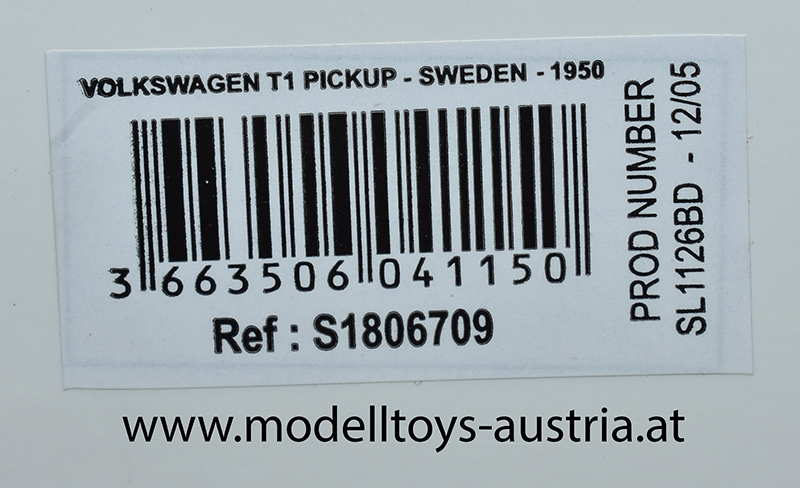 VOLKSWAGEN T1 PICKUP - SWEDEN - 1950
3 663506 041150
Ref : S1806709
PROD NUMBER
SL1126BD - 12/05
www.modelltoys-austria.at